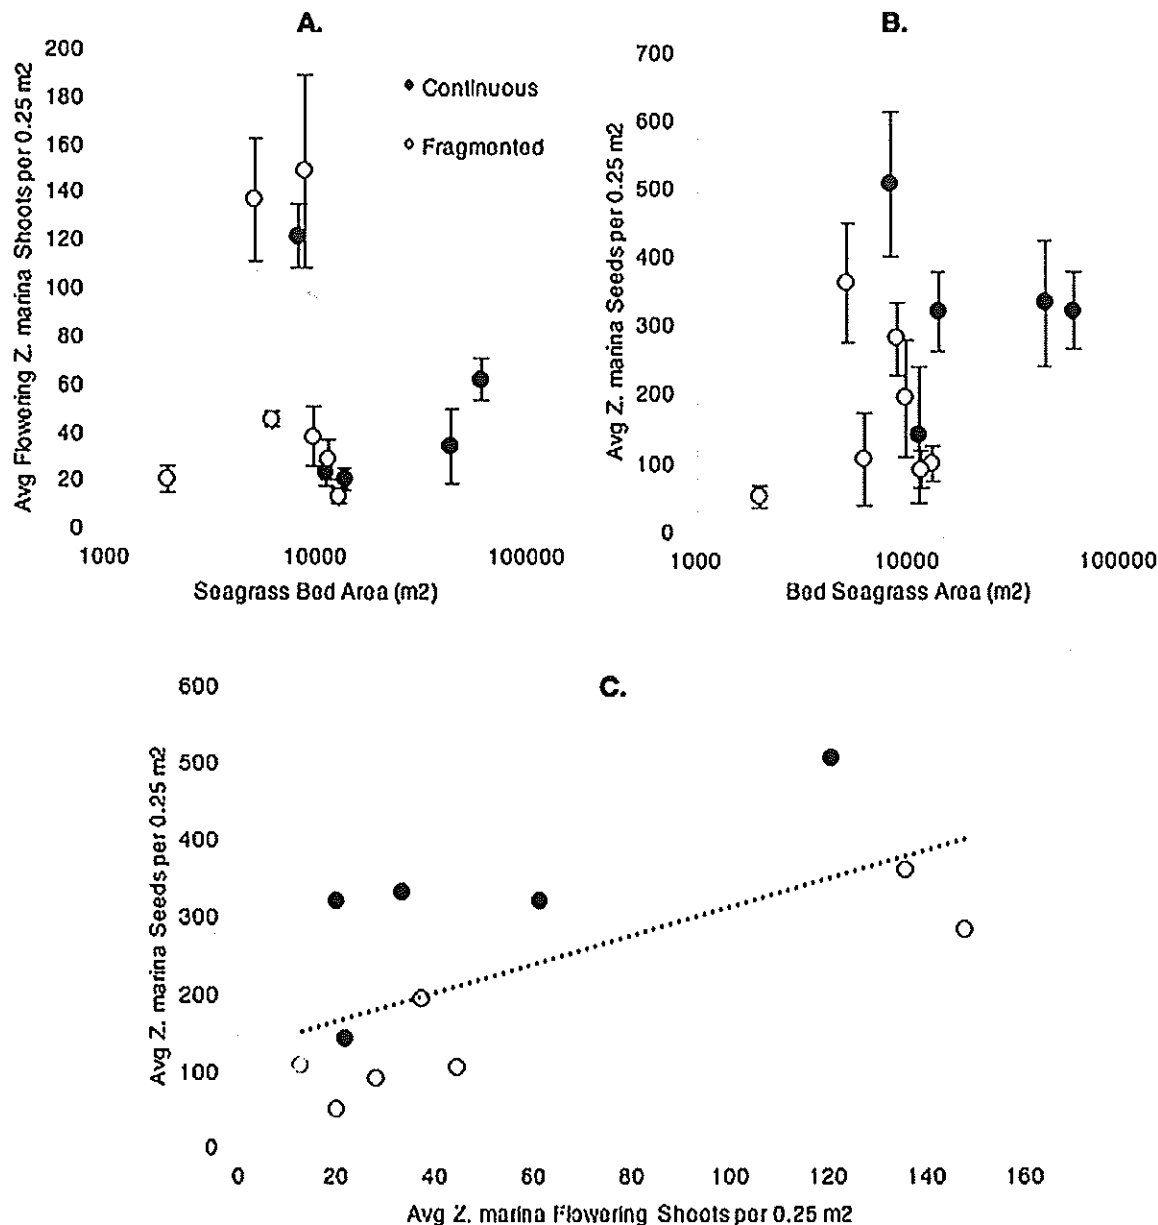 A.
200
180
160
140
120
100
80
60
40
20
0
Avg Flowering Z. marina Shoots per 0.25 m2
Continuous
Fragmented
1000 10000 100000
Seagrass Bed Area (m2)
B.
700
600
500
400
300
200
100
0
Avg Z. marina Seeds per 0.25 m2
1000 10000 100000
Bed Seagrass Area (m2)
C.
600
500
400
300
200
100
0
Avg Z. marina Seeds per 0.25 m2
0 20 40 60 80 100 120 140 160
Avg Z. marina Flowering Shoots per 0.25 m2